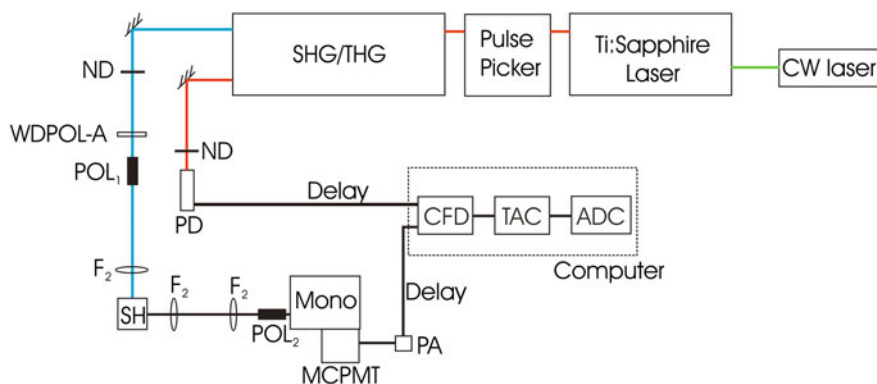 SHG/THG
Pulse
Picker
Ti:Sapphire
Laser
CW laser
ND
WDPOL-A
POL₁
ND
PD
Delay
CFD
TAC
ADC
Computer
F₂
SH
F₂
F₂
POL₂
Mono
MCPMT
PA
Delay